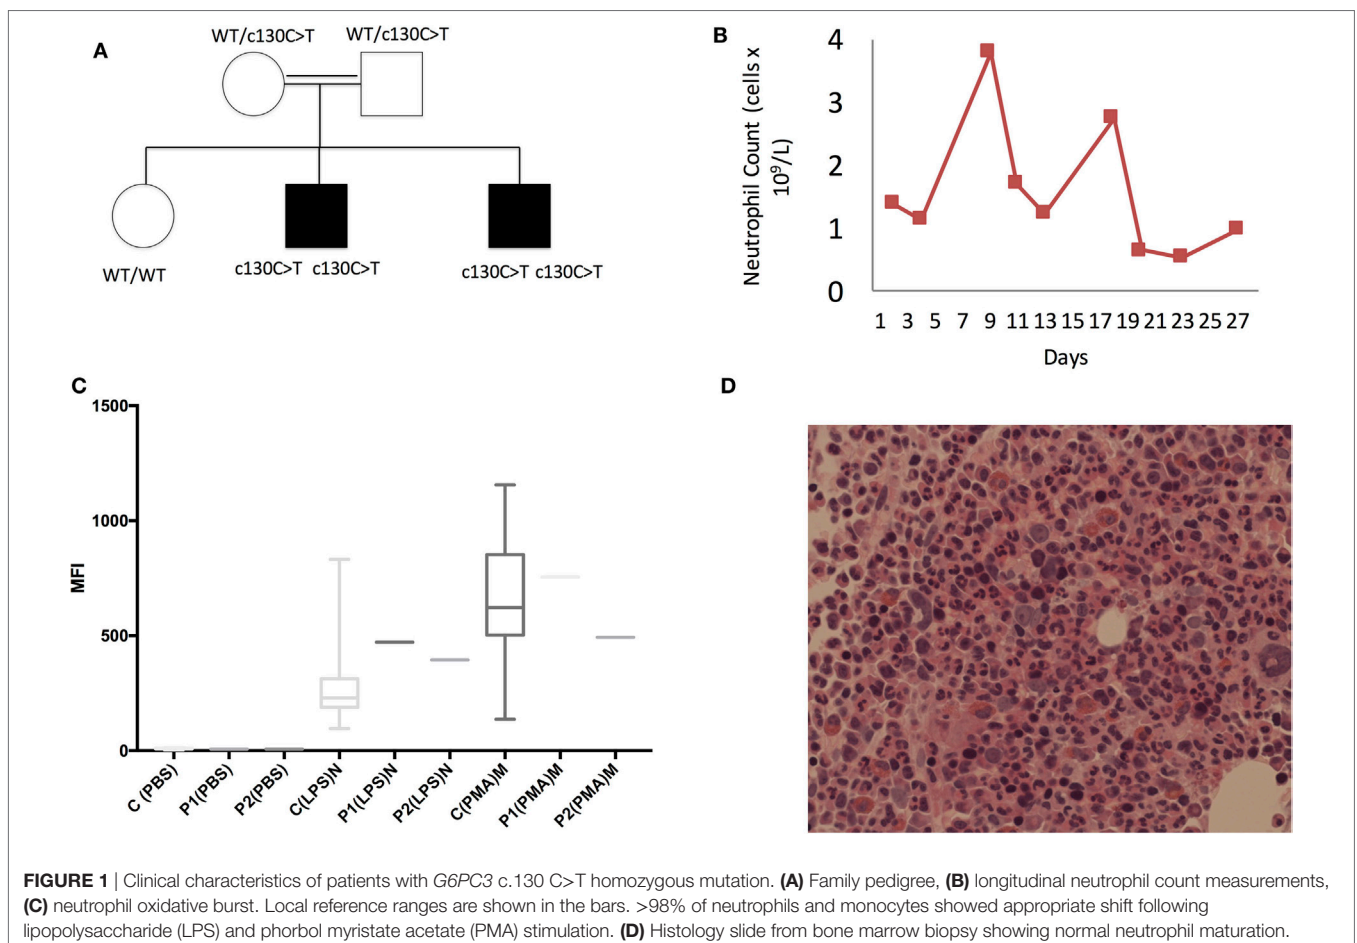 A
WT/c130C>T WT/c130C>T
WT/WT
c130C>T c130C>T
c130C>T c130C>T
B
Neutrophil Count (cells x
10⁹/L)
4
3
2
1
0
1 3 5 7 9 11 13 15 17 19 21 23 25 27
Days
C
MFI
1500
1000
500
0
C (PBS)
P1(PBS)
P2(PBS)
C(LPS)N
P1(LPS)N
P2(LPS)N
C(PMA)M
P1(PMA)M
P2(PMA)M
D
FIGURE 1 | Clinical characteristics of patients with G6PC3 c.130 C>T homozygous mutation. (A) Family pedigree, (B) longitudinal neutrophil count measurements,
(C) neutrophil oxidative burst. Local reference ranges are shown in the bars. >98% of neutrophils and monocytes showed appropriate shift following
lipopolysaccharide (LPS) and phorbol myristate acetate (PMA) stimulation. (D) Histology slide from bone marrow biopsy showing normal neutrophil maturation.